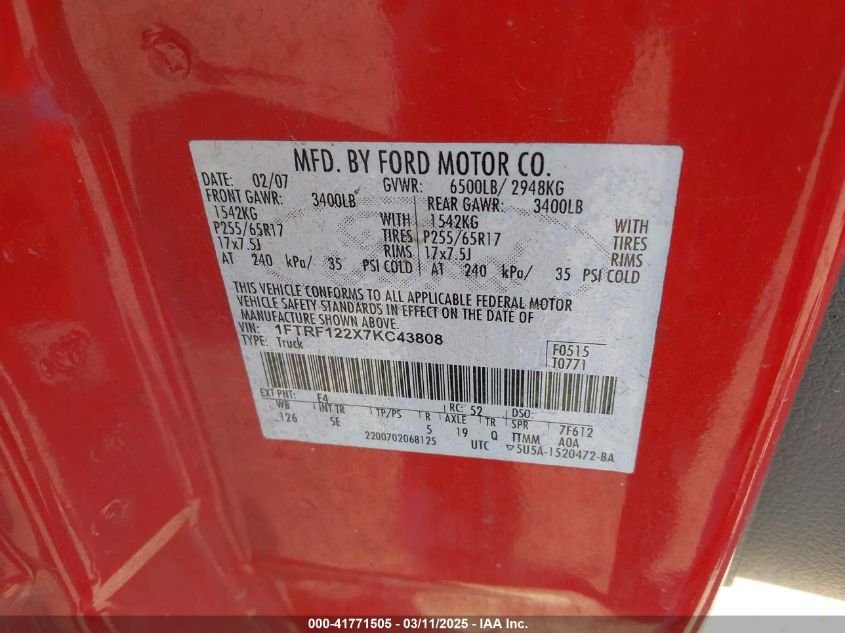 MFD. BY FORD MOTOR CO.
DATE: 02/07 GVWR: 6500LB/ 2948KG
FRONT GAWR: 3400LB REAR GAWR: 3400LB
1542KG WITH 1542KG WITH
P255/65R17 TIRES P255/65R17 TIRES
17x7.5J RIMS 17x7.5J RIMS
AT 240 kPa/ 35 PSI COLD AT 240 kPa/ 35 PSI COLD
THIS VEHICLE CONFORMS TO ALL APPLICABLE FEDERAL MOTOR
VEHICLE SAFETY STANDARDS IN EFFECT ON THE DATE OF
MANUFACTURE SHOWN ABOVE.
VIN: 1FTRF122X7KC43808
TYPE: Truck
F0515
T0771
EXT PNT: E4 RC: 52 DSO:
WB INT TR TP/PS R AXLE TR SPR 7F612
126 SE 5 19 Q TTMM A0A
2200702068125 UTC ▽5U5A-1520472-BA
000-41771505 — 03/11/2025 — IAA Inc.